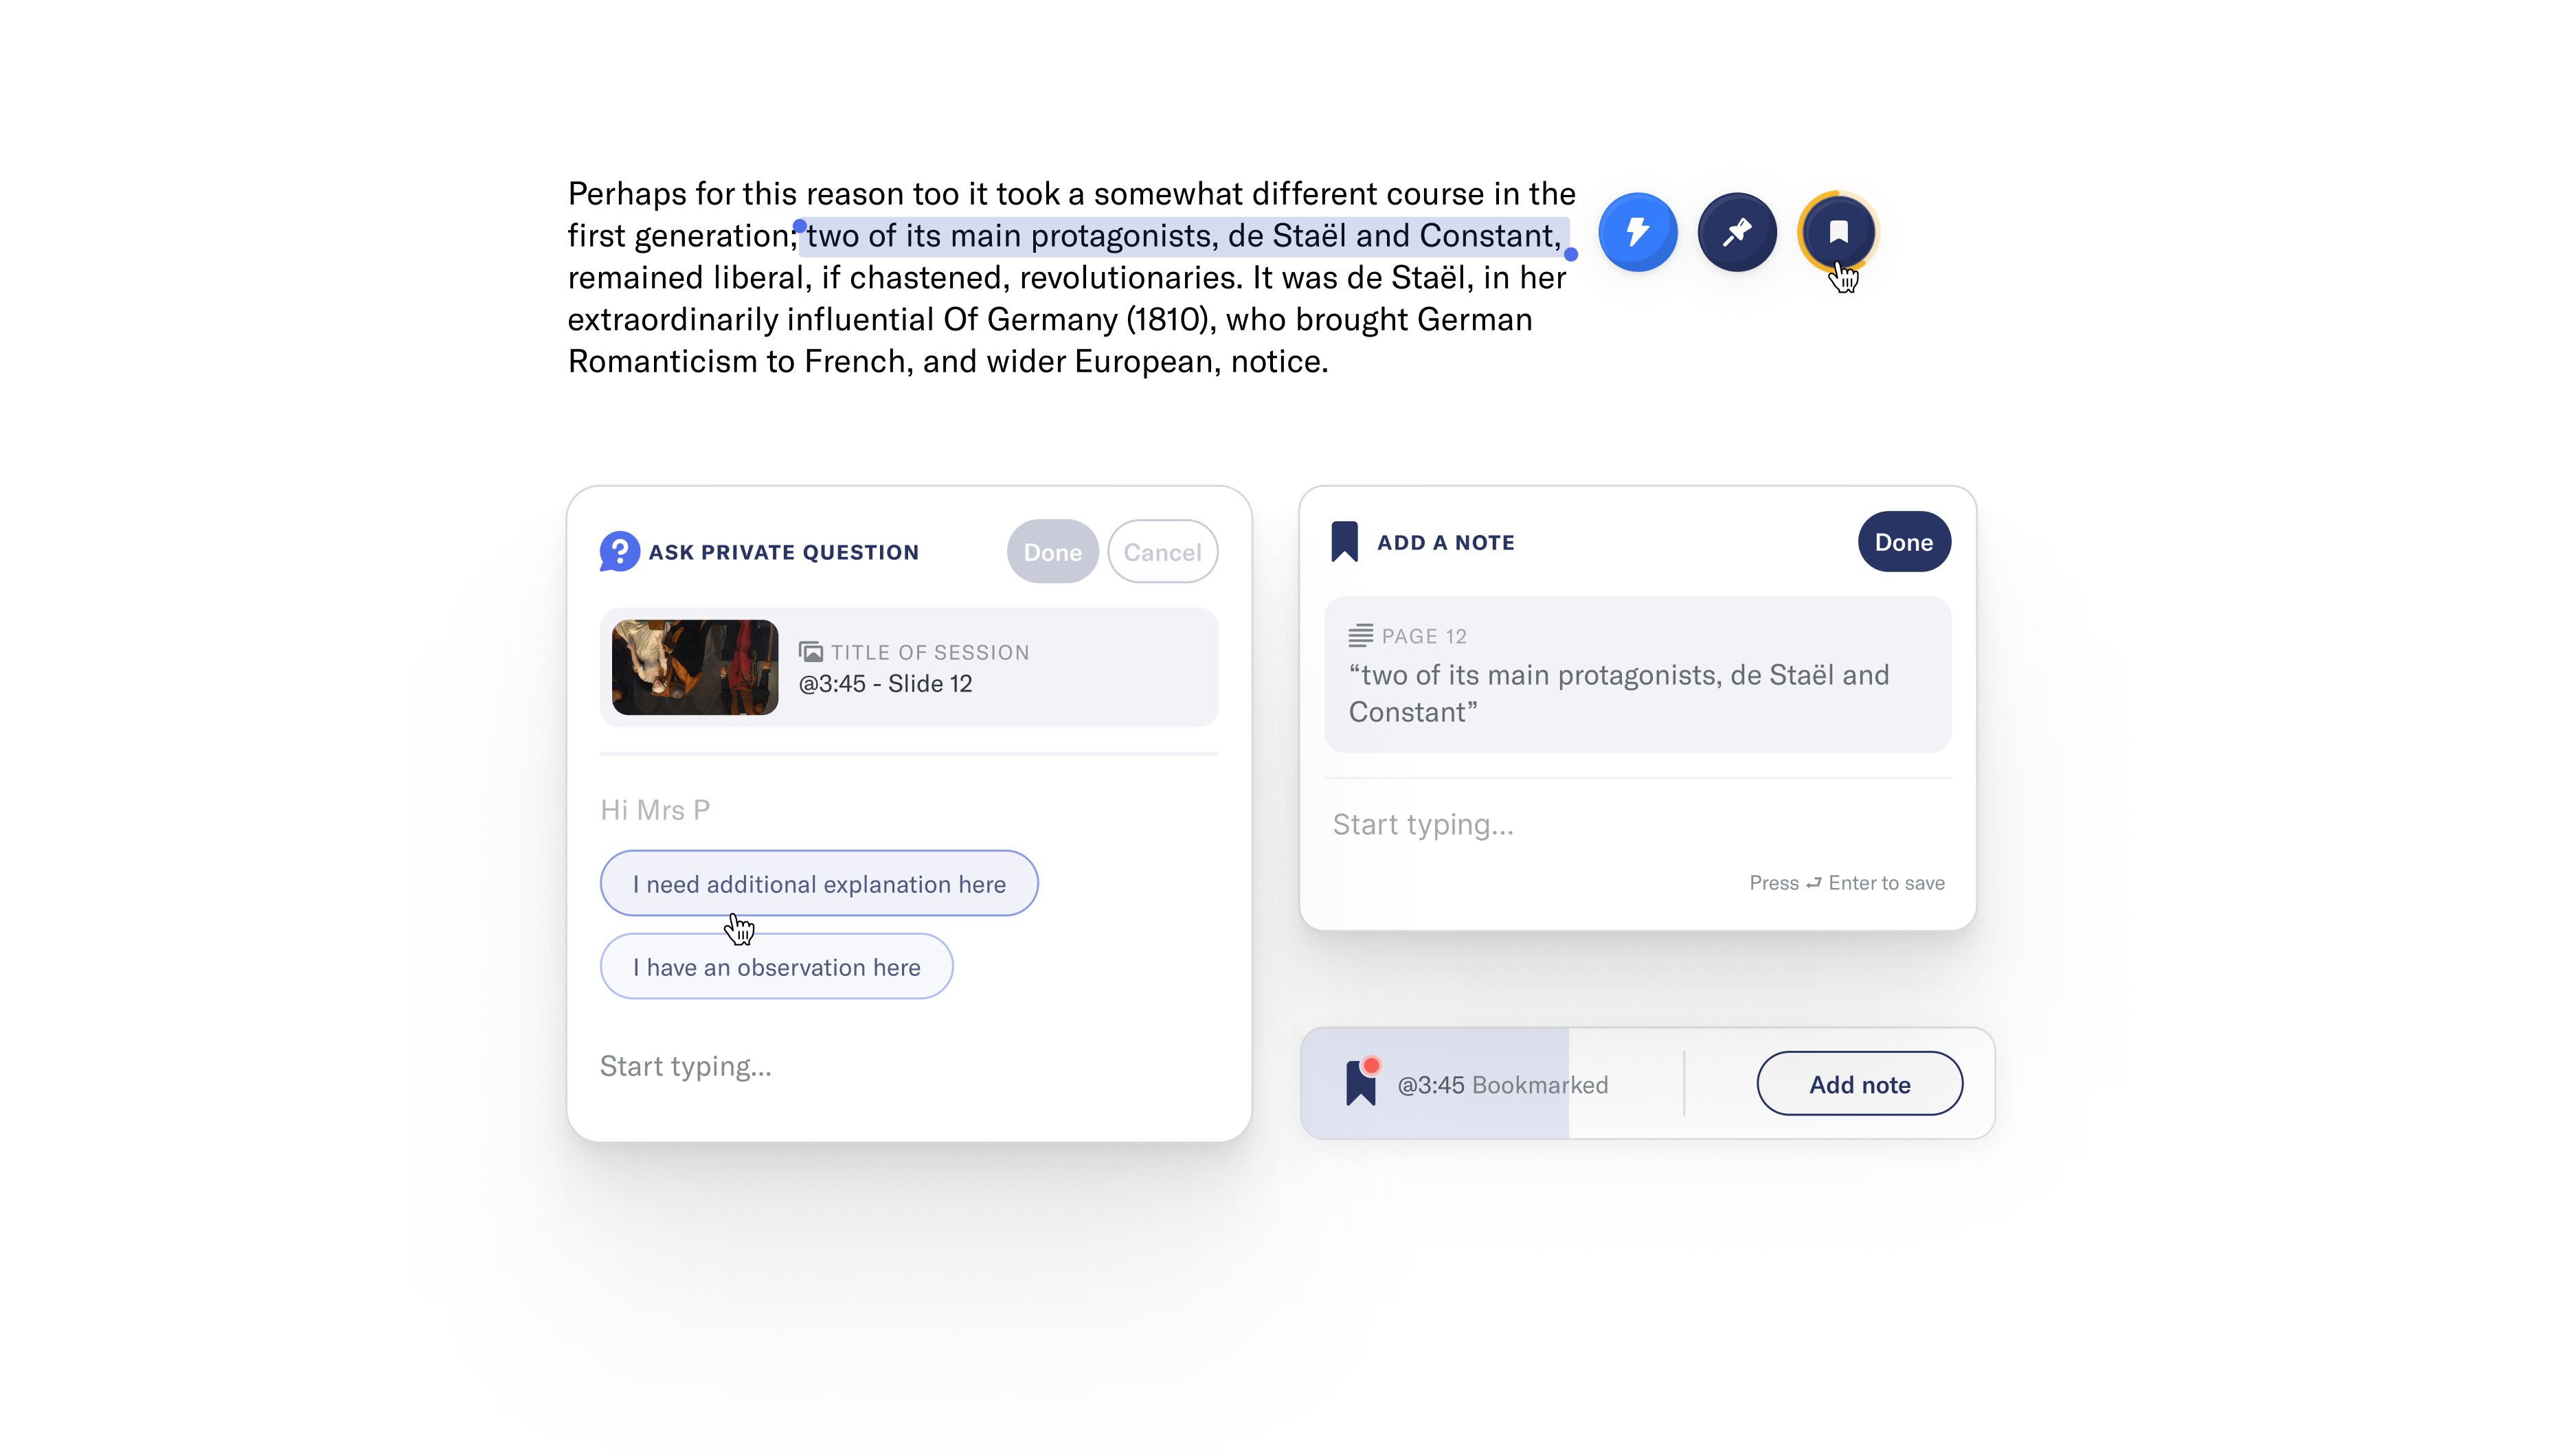 Perhaps for this reason too it took a somewhat different course in the
first generation; two of its main protagonists, de Staël and Constant,
remained liberal, if chastened, revolutionaries. It was de Staël, in her
extraordinarily influential Of Germany (1810), who brought German
Romanticism to French, and wider European, notice.
ASK PRIVATE QUESTION
Done
Cancel
TITLE OF SESSION
@3:45 - Slide 12
Hi Mrs P
I need additional explanation here
I have an observation here
Start typing...
ADD A NOTE
Done
PAGE 12
“two of its main protagonists, de Staël and
Constant”
Start typing...
Press Enter to save
@3:45 Bookmarked
Add note